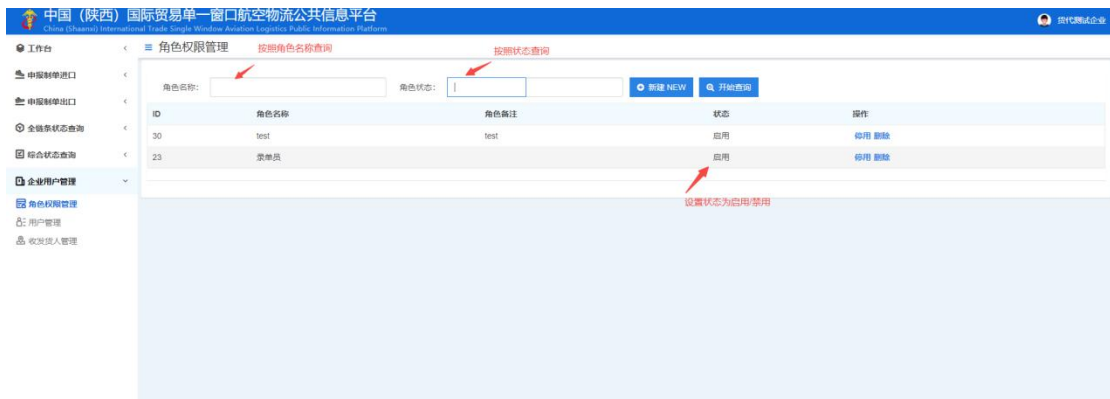 中国（陕西）国际贸易单一窗口航空物流公共信息平台
China (Shaanxi) International Trade Single Window Aviation Logistics Public Information Platform
货代测试企业
工作台
角色权限管理
按照角色名称查询
按照状态查询
申报制单进口
角色名称：
角色状态：
新建 NEW
开始查询
申报制单出口
ID 角色名称 角色备注 状态 操作
全链条状态查询
30 test test 启用 停用 删除
综合状态查询
23 录单员 启用 停用 删除
企业用户管理
设置状态为启用/禁用
角色权限管理
用户管理
收发货人管理